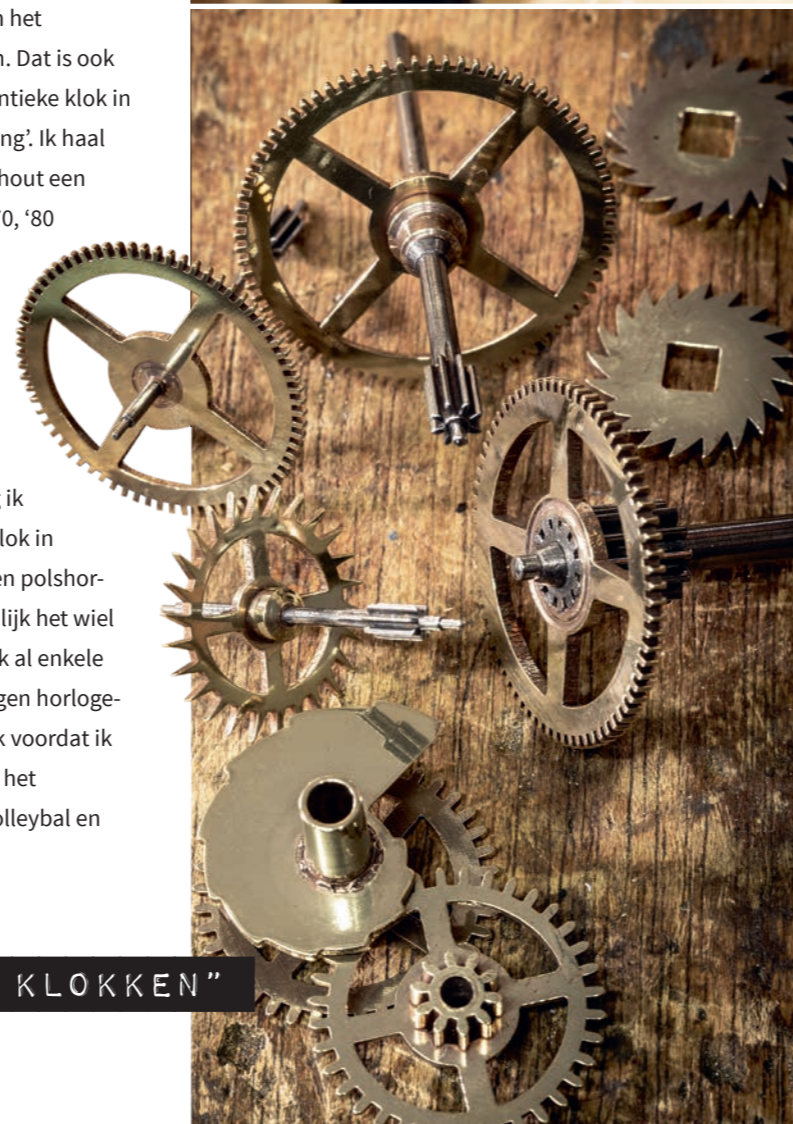 het
. Dat is ook
ntieke klok in
ng’. Ik haal
hout een
0, ‘80
ik
lok in
en polshor-
lijk het wiel
k al enkele
gen horloge-
k voordat ik
het
olleybal en
KLOKKEN”